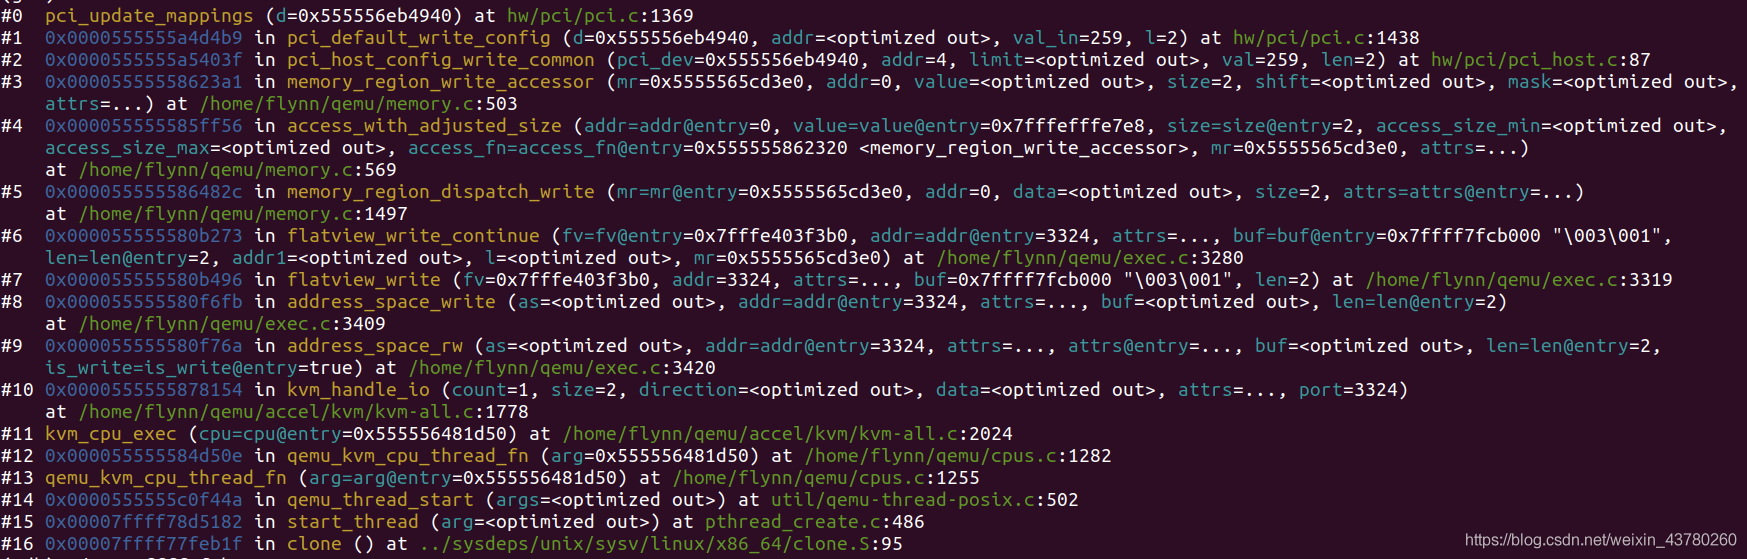 #0  pci_update_mappings (d=0x555556eb4940) at hw/pci/pci.c:1369
#1  0x0000555555a4d4b9 in pci_default_write_config (d=0x555556eb4940, addr=<optimized out>, val_in=259, l=2) at hw/pci/pci.c:1438
#2  0x0000555555a5403f in pci_host_config_write_common (pci_dev=0x555556eb4940, addr=4, limit=<optimized out>, val=259, len=2) at hw/pci/pci_host.c:87
#3  0x00005555558623a1 in memory_region_write_accessor (mr=0x5555565cd3e0, addr=0, value=<optimized out>, size=2, shift=<optimized out>, mask=<optimized out>,
attrs=...) at /home/flynn/qemu/memory.c:503
#4  0x000055555585ff56 in access_with_adjusted_size (addr=addr@entry=0, value=value@entry=0x7fffefffe7e8, size=size@entry=2, access_size_min=<optimized out>,
access_size_max=<optimized out>, access_fn=access_fn@entry=0x555555862320 <memory_region_write_accessor>, mr=0x5555565cd3e0, attrs=...)
at /home/flynn/qemu/memory.c:569
#5  0x000055555586482c in memory_region_dispatch_write (mr=mr@entry=0x5555565cd3e0, addr=0, data=<optimized out>, size=2, attrs=attrs@entry=...)
at /home/flynn/qemu/memory.c:1497
#6  0x000055555580b273 in flatview_write_continue (fv=fv@entry=0x7fffe403f3b0, addr=addr@entry=3324, attrs=..., buf=buf@entry=0x7ffff7fcb000 "\003\001",
len=len@entry=2, addr1=<optimized out>, l=<optimized out>, mr=0x5555565cd3e0) at /home/flynn/qemu/exec.c:3280
#7  0x000055555580b496 in flatview_write (fv=0x7fffe403f3b0, addr=3324, attrs=..., buf=0x7ffff7fcb000 "\003\001", len=2) at /home/flynn/qemu/exec.c:3319
#8  0x000055555580f6fb in address_space_write (as=<optimized out>, addr=addr@entry=3324, attrs=..., buf=<optimized out>, len=len@entry=2)
at /home/flynn/qemu/exec.c:3409
#9  0x000055555580f76a in address_space_rw (as=<optimized out>, addr=addr@entry=3324, attrs=..., attrs@entry=..., buf=<optimized out>, len=len@entry=2,
is_write=is_write@entry=true) at /home/flynn/qemu/exec.c:3420
#10 0x0000555555878154 in kvm_handle_io (count=1, size=2, direction=<optimized out>, data=<optimized out>, attrs=..., port=3324)
at /home/flynn/qemu/accel/kvm/kvm-all.c:1778
#11 kvm_cpu_exec (cpu=cpu@entry=0x555556481d50) at /home/flynn/qemu/accel/kvm/kvm-all.c:2024
#12 0x000055555584d50e in qemu_kvm_cpu_thread_fn (arg=0x555556481d50) at /home/flynn/qemu/cpus.c:1282
#13 qemu_kvm_cpu_thread_fn (arg=arg@entry=0x555556481d50) at /home/flynn/qemu/cpus.c:1255
#14 0x0000555555c0f44a in qemu_thread_start (args=<optimized out>) at util/qemu-thread-posix.c:502
#15 0x00007ffff78d5182 in start_thread (arg=<optimized out>) at pthread_create.c:486
#16 0x00007ffff77feb1f in clone () at ../sysdeps/unix/sysv/linux/x86_64/clone.S:95
https://blog.csdn.net/weixin_43780260